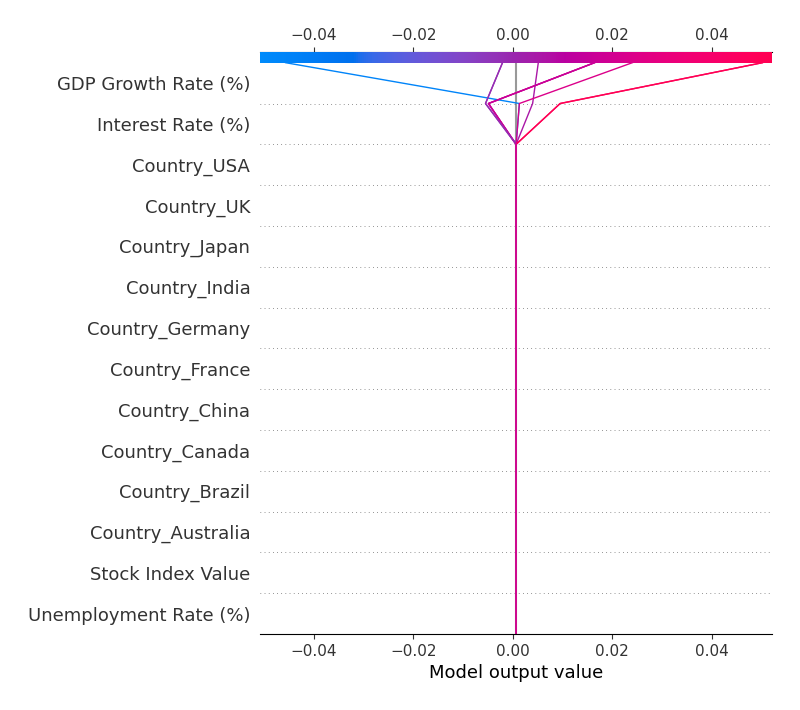 −0.04 −0.02 0.00 0.02 0.04
GDP Growth Rate (%)
Interest Rate (%)
Country_USA
Country_UK
Country_Japan
Country_India
Country_Germany
Country_France
Country_China
Country_Canada
Country_Brazil
Country_Australia
Stock Index Value
Unemployment Rate (%)
−0.04 −0.02 0.00 0.02 0.04
Model output value